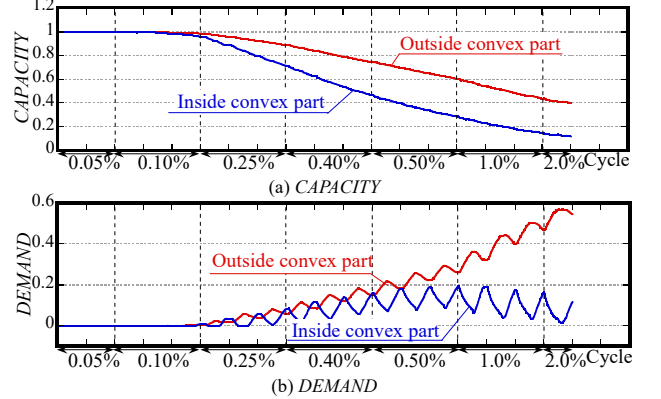 1.2
1
0.8
0.6
0.4
0.2
0
CAPACITY
Outside convex part
Inside convex part
0.05% 0.10% 0.25% 0.40% 0.50% 1.0% 2.0% Cycle
(a) CAPACITY
0.6
0.4
0.2
0
DEMAND
Outside convex part
Inside convex part
0.05% 0.10% 0.25% 0.40% 0.50% 1.0% 2.0% Cycle
(b) DEMAND